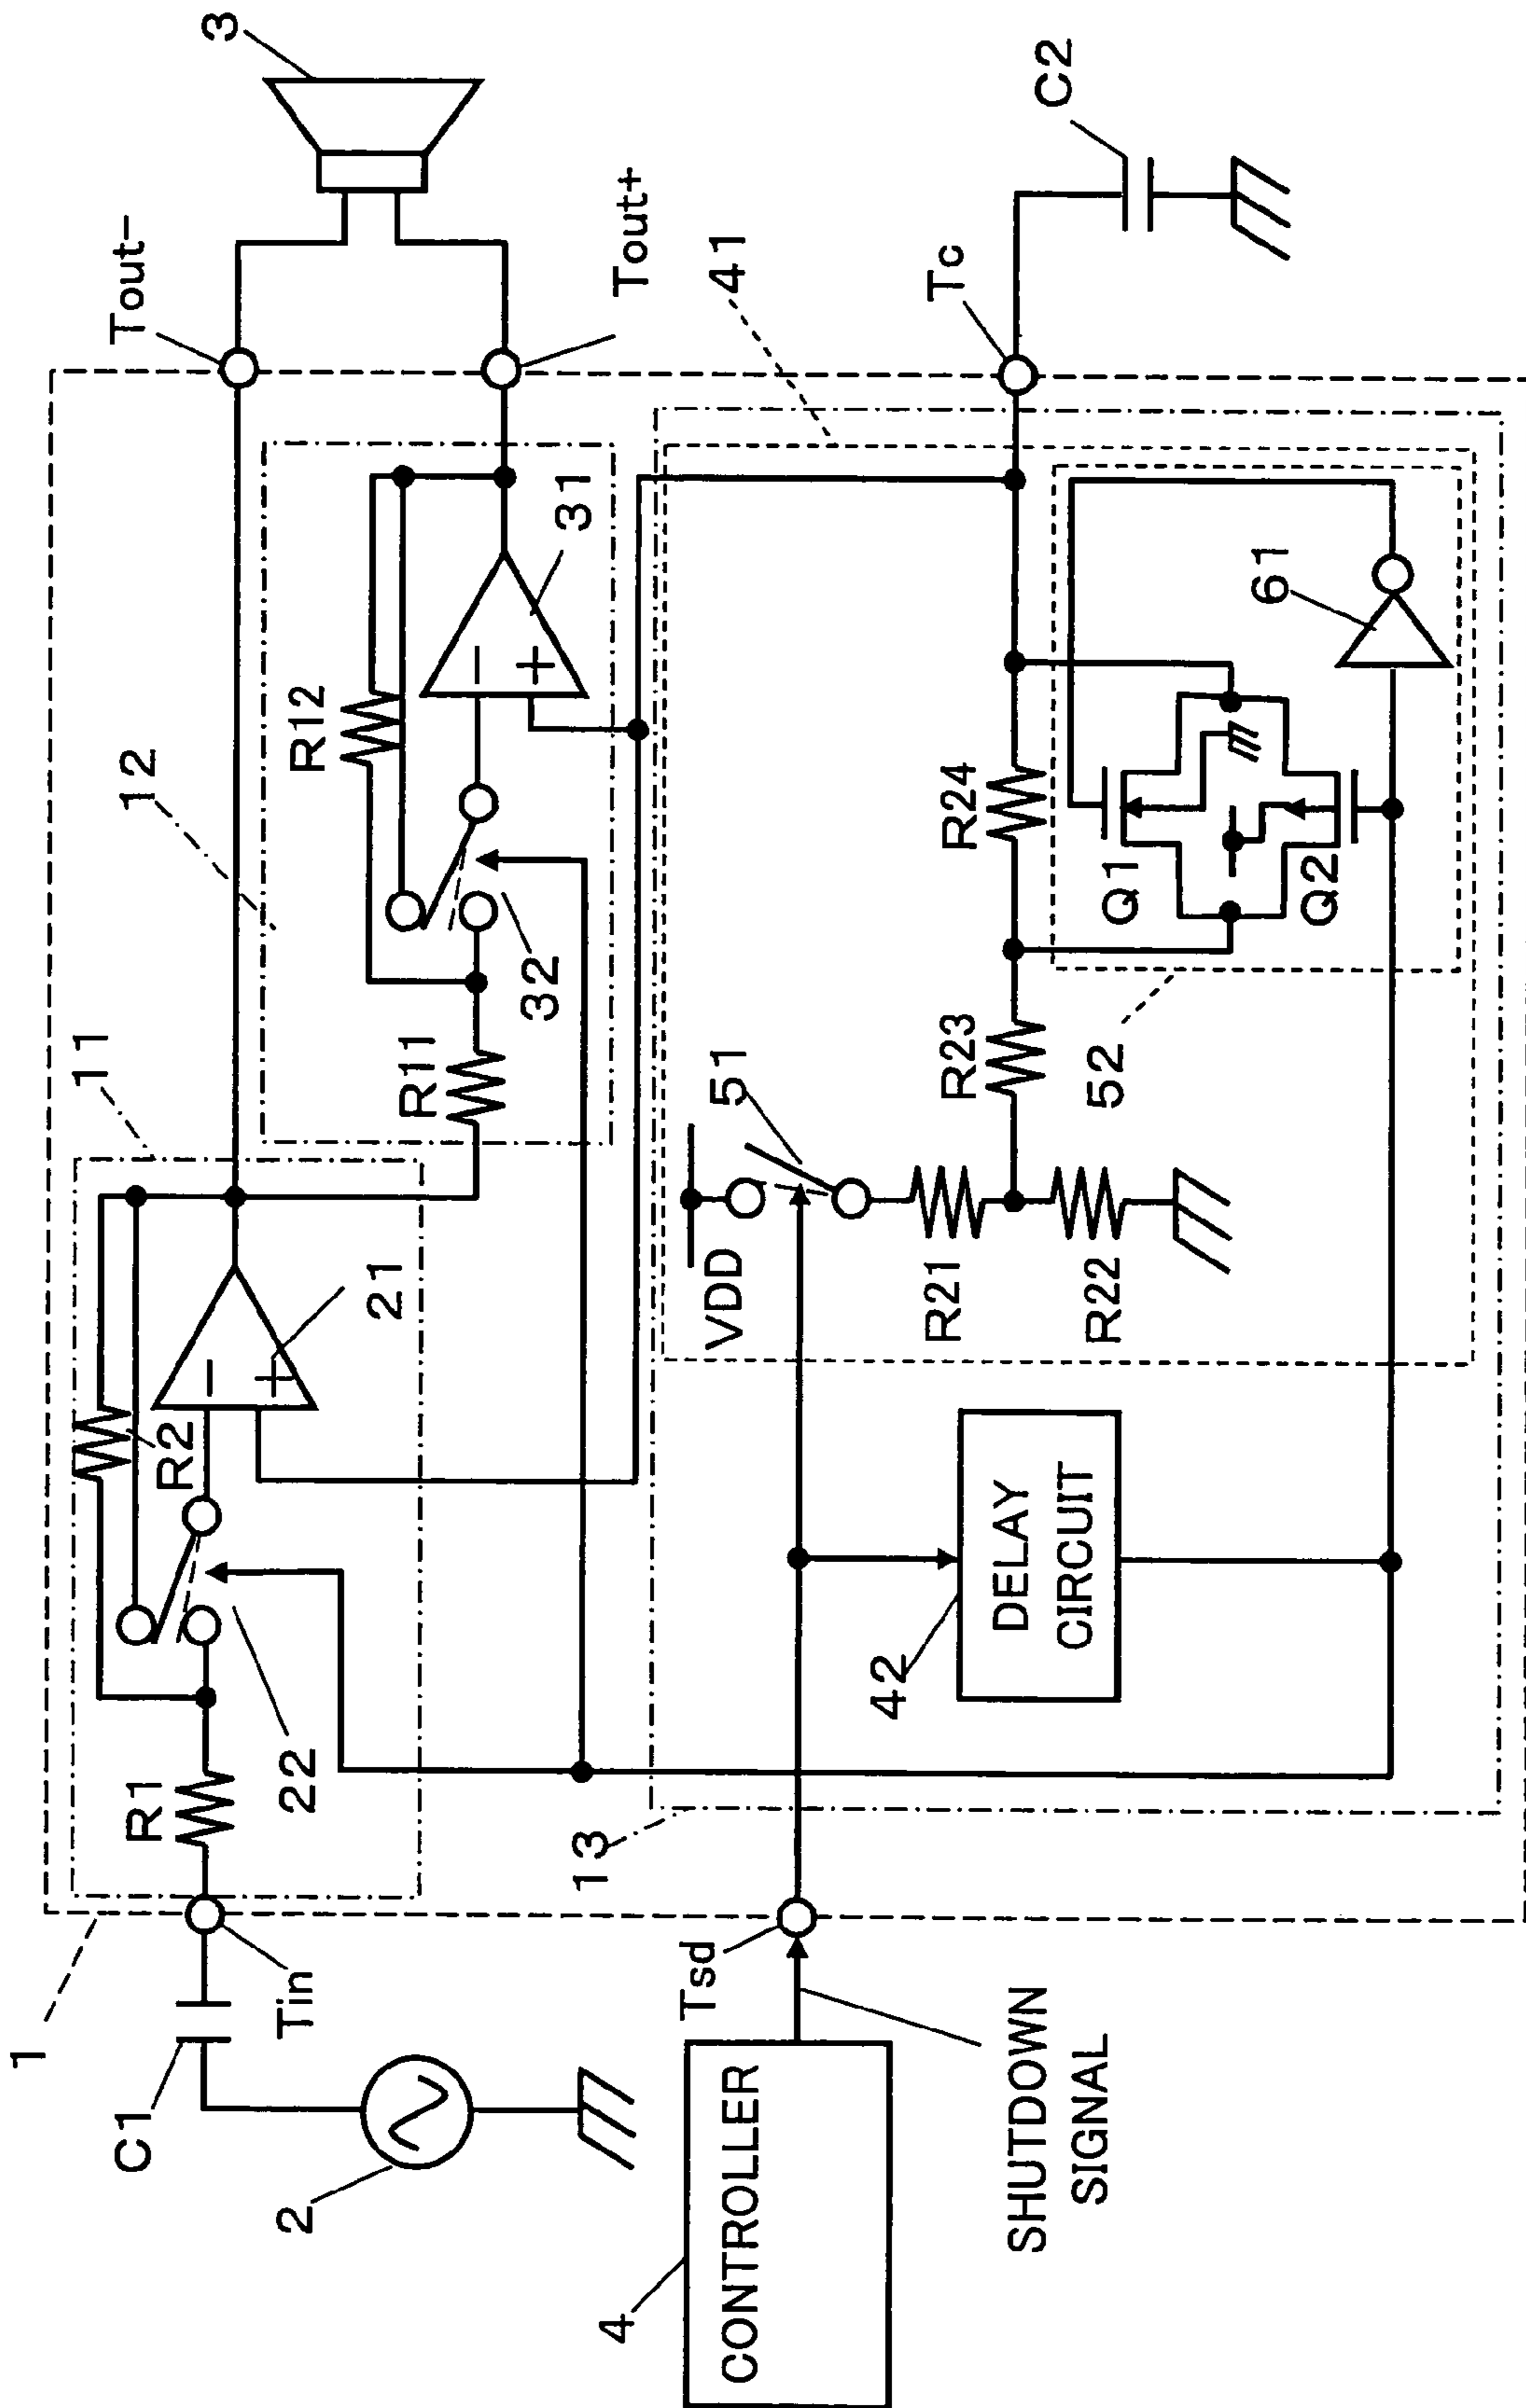 1
11
12
3
Tout−
Tout+
C1
Tin
R1
R2
22
21
−
+
R11
R12
32
31
−
+
2
4
CONTROLLER
Tsd
SHUTDOWN
SIGNAL
13
42
DELAY
CIRCUIT
VDD
51
R21
R22
R23
R24
41
Tc
C2
52
Q1
Q2
61